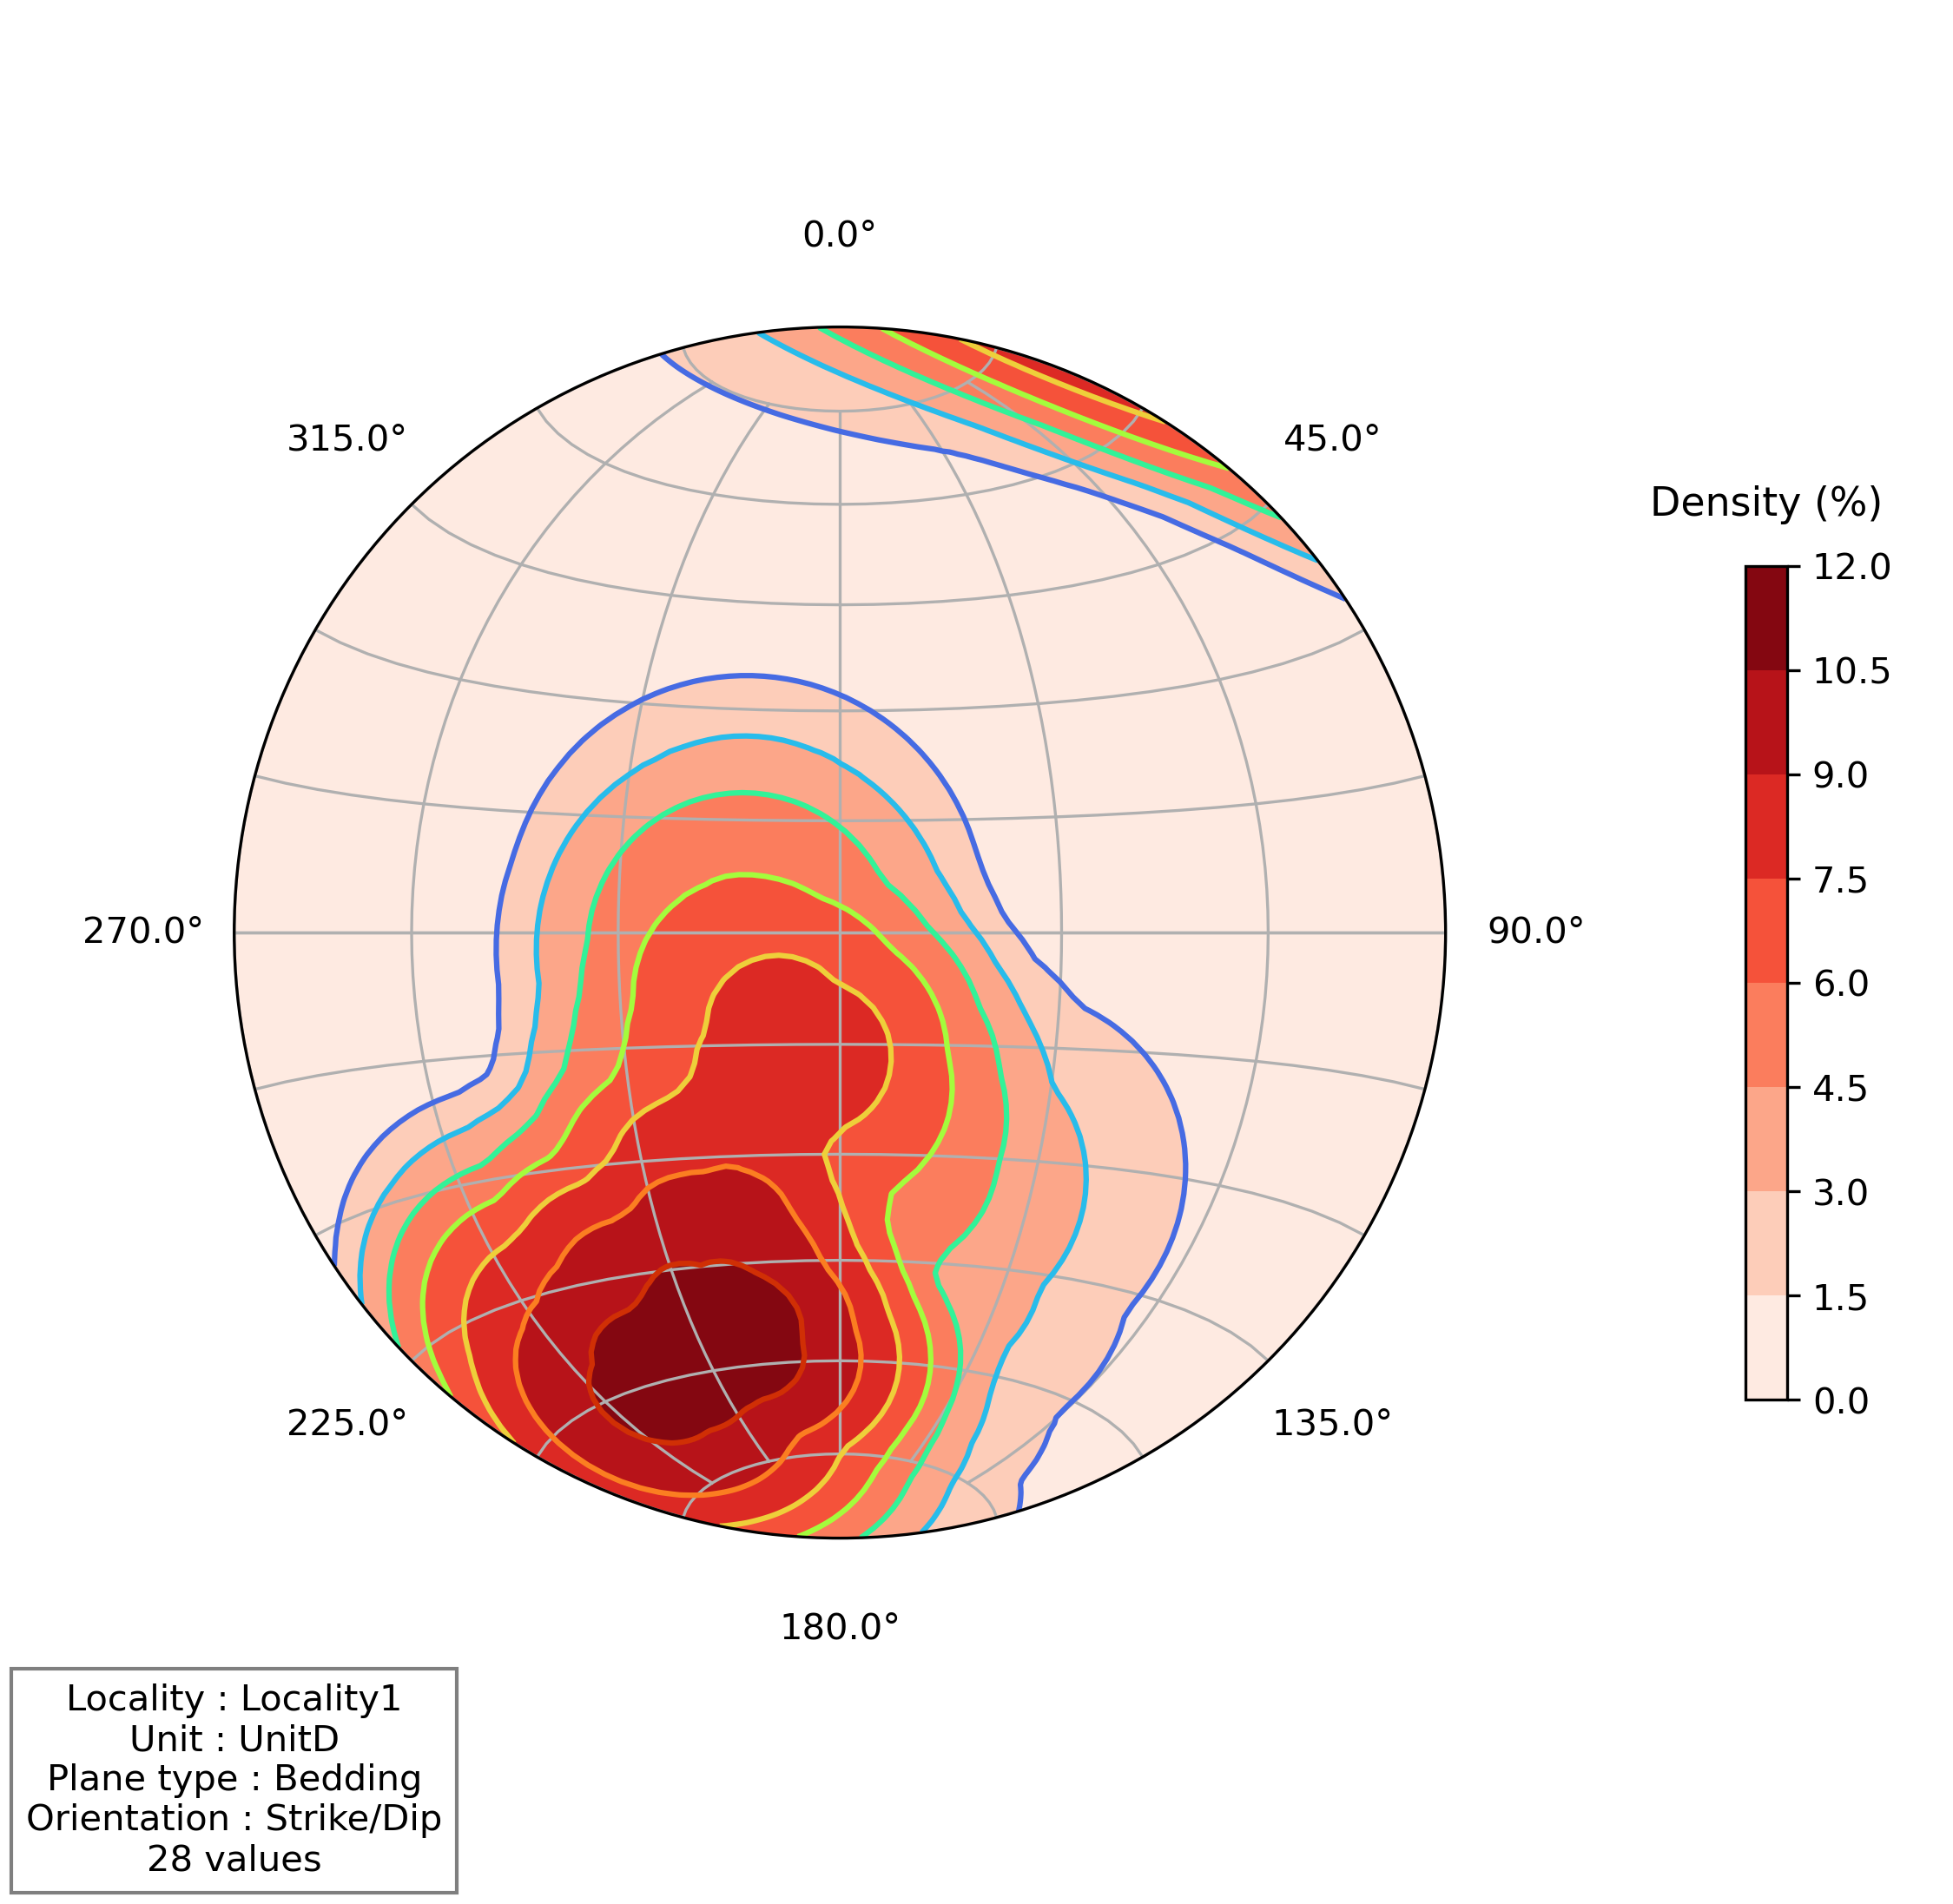 0.0°
315.0°
45.0°
Density (%)
12.0
10.5
9.0
270.0°
90.0°
7.5
6.0
4.5
3.0
1.5
0.0
225.0°
135.0°
180.0°
Locality : Locality1
Unit : UnitD
Plane type : Bedding
Orientation : Strike/Dip
28 values